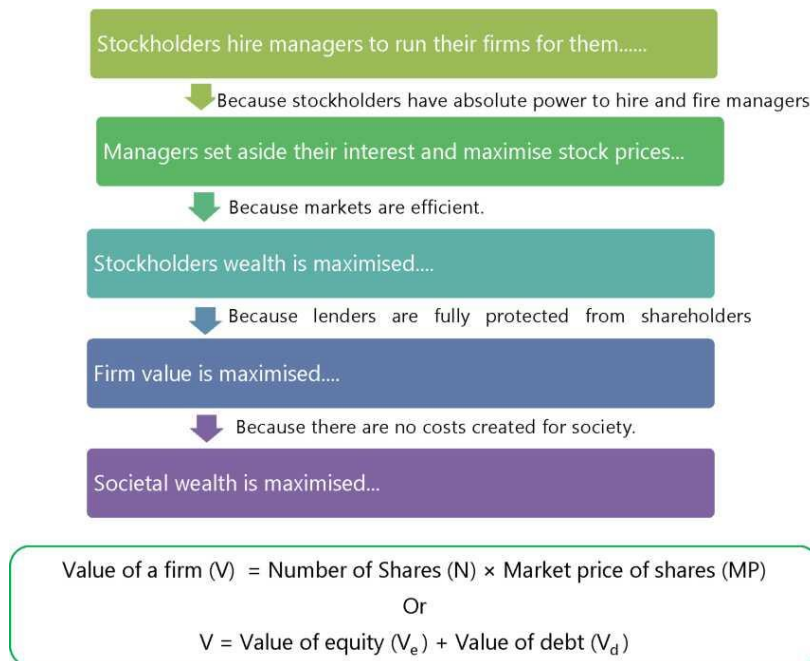 Stockholders hire managers to run their firms for them......
Because stockholders have absolute power to hire and fire managers
Managers set aside their interest and maximise stock prices...
Because markets are efficient.
Stockholders wealth is maximised....
Because lenders are fully protected from shareholders
Firm value is maximised....
Because there are no costs created for society.
Societal wealth is maximised...
Value of a firm (V) = Number of Shares (N) × Market price of shares (MP)
Or
V = Value of equity (Vₑ) + Value of debt (V_d)